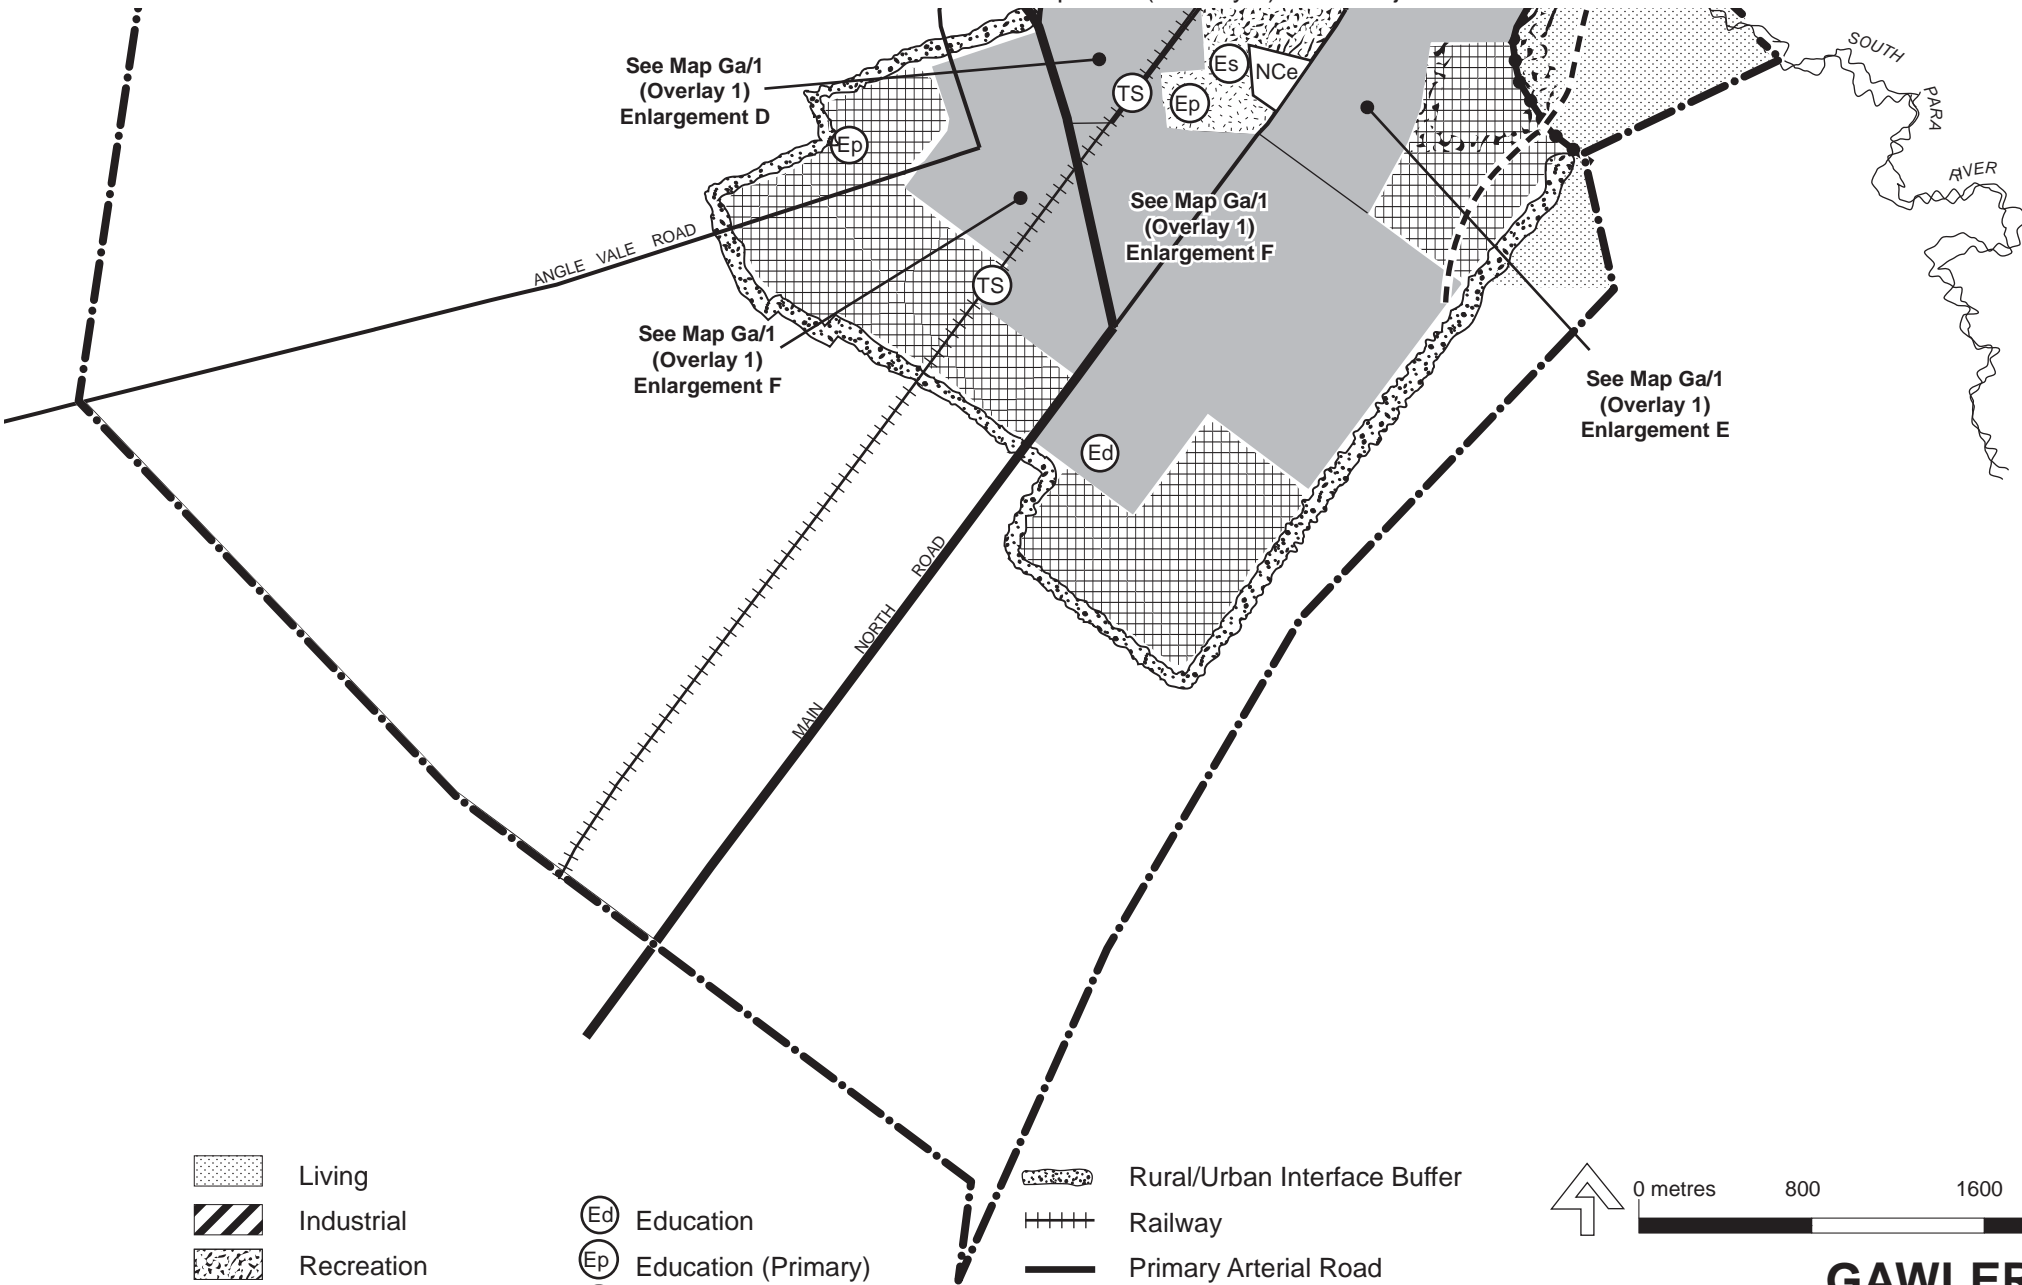 SOUTH
PARA
RIVER
See Map Ga/1
(Overlay 1)
Enlargement D
TS
Es
NCe
Ep
Ep
See Map Ga/1
(Overlay 1)
Enlargement F
ANGLE VALE ROAD
TS
See Map Ga/1
(Overlay 1)
Enlargement F
See Map Ga/1
(Overlay 1)
Enlargement E
Ed
MAIN NORTH ROAD
Living
Industrial
Recreation
Ed Education
Ep Education (Primary)
Rural/Urban Interface Buffer
Railway
Primary Arterial Road
0 metres 800 1600
GAWLER